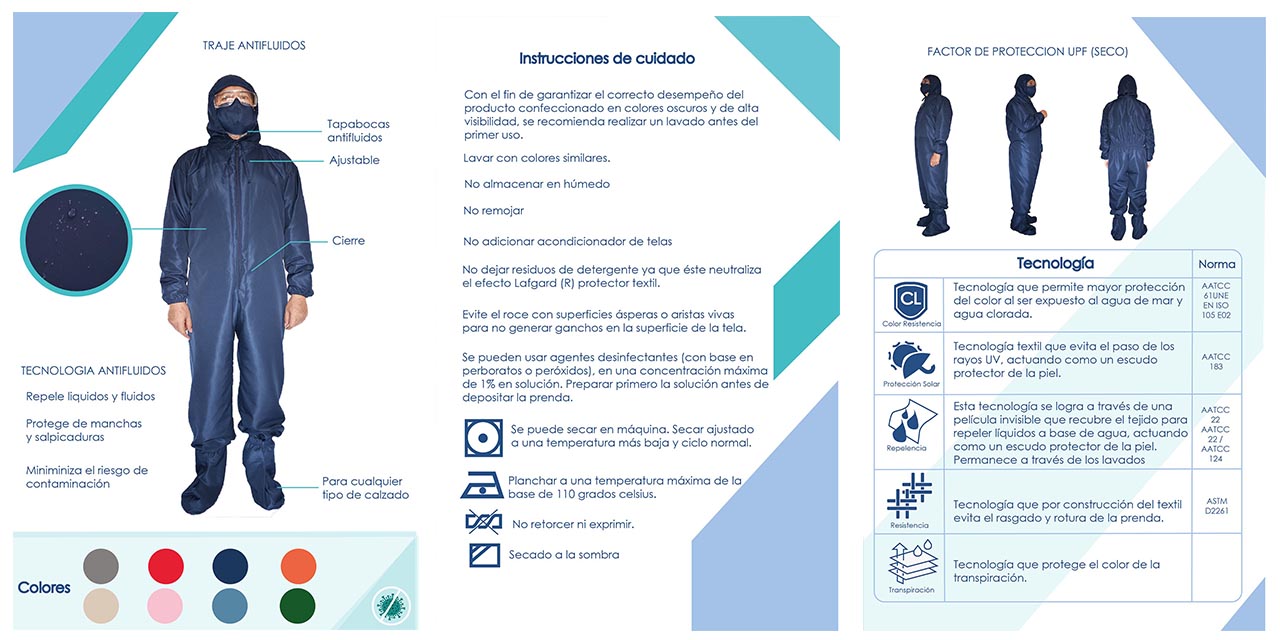 TRAJE ANTIFLUIDOS
Tapabocas
antifluidos
Ajustable
Cierre
TECNOLOGIA ANTIFLUIDOS
Repele liquidos y fluidos
Protege de manchas
y salpicaduras
Miniminiza el riesgo de
contaminación
Para cualquier
tipo de calzado
Colores
Instrucciones de cuidado
Con el fin de garantizar el correcto desempeño del
producto confeccionado en colores oscuros y de alta
visibilidad, se recomienda realizar un lavado antes del
primer uso.
Lavar con colores similares.
No almacenar en húmedo
No remojar
No adicionar acondicionador de telas
No dejar residuos de detergente ya que éste neutraliza
el efecto Lafgard (R) protector textil.
Evite el roce con superficies ásperas o aristas vivas
para no generar ganchos en la superficie de la tela.
Se pueden usar agentes desinfectantes (con base en
perboratos o peróxidos), en una concentración máxima
de 1% en solución. Preparar primero la solución antes de
depositar la prenda.
Se puede secar en máquina. Secar ajustado
a una temperatura más baja y ciclo normal.
Planchar a una temperatura máxima de la
base de 110 grados celsius.
No retorcer ni exprimir.
Secado a la sombra
FACTOR DE PROTECCION UPF (SECO)
Tecnología
Norma
CL
Color Resistencia
Tecnología que permite mayor protección
del color al ser expuesto al agua de mar y
agua clorada.
AATCC
61UNE
EN ISO
105 E02
Protección Solar
Tecnología textil que evita el paso de los
rayos UV, actuando como un escudo
protector de la piel.
AATCC
183
Repelencia
Esta tecnología se logra a través de una
película invisible que recubre el tejido para
repeler líquidos a base de agua, actuando
como un escudo protector de la piel.
Permanece a través de los lavados
AATCC
22
AATCC
22 /
AATCC
124
Resistencia
Tecnología que por construcción del textil
evita el rasgado y rotura de la prenda.
ASTM
D2261
Transpiración
Tecnología que protege el color de la
transpiración.